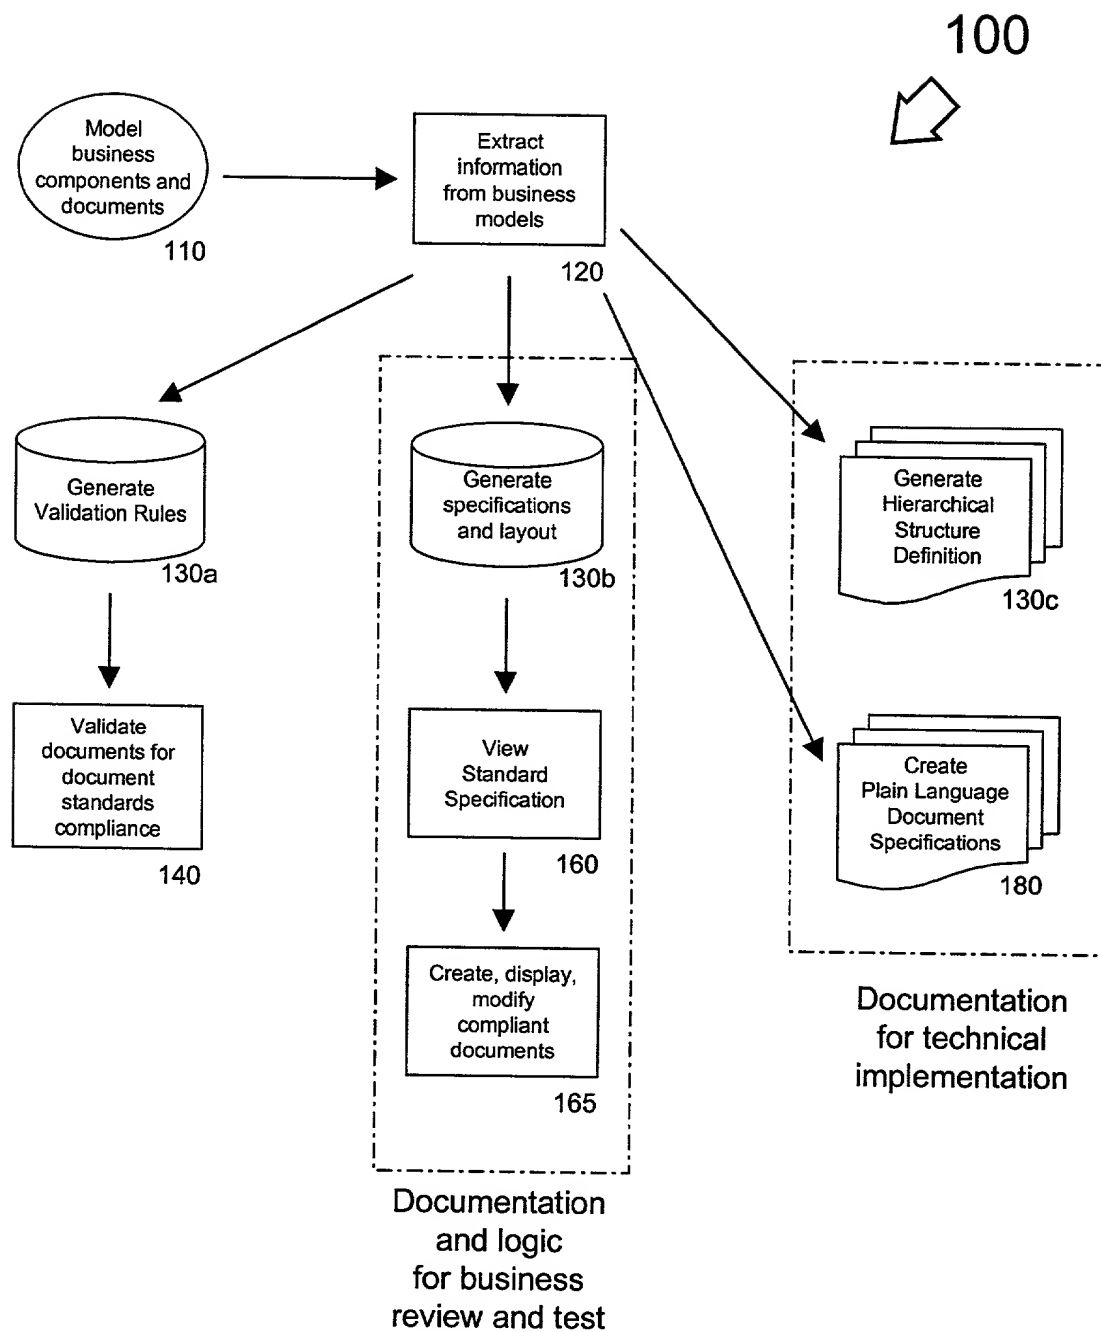 100
Model
business
components and
documents
110
Extract
information
from business
models
120
Generate
Validation Rules
130a
Generate
specifications
and layout
130b
Generate
Hierarchical
Structure
Definition
130c
Validate
documents for
document
standards
compliance
140
View
Standard
Specification
160
Create
Plain Language
Document
Specifications
180
Create, display,
modify
compliant
documents
165
Documentation
for technical
implementation
Documentation
and logic
for business
review and test